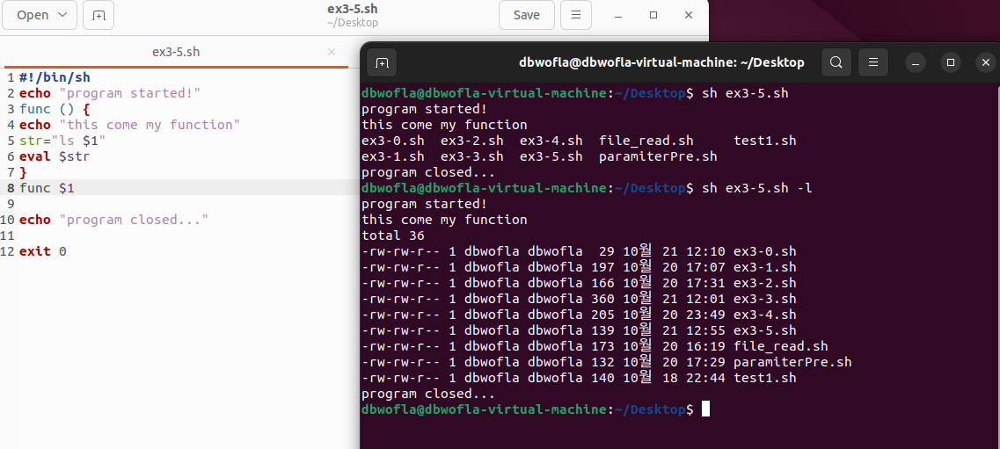 Open
ex3-5.sh
~/Desktop
Save
ex3-5.sh
1 #!/bin/sh
2 echo "program started!"
3 func () {
4 echo "this come my function"
5 str="ls $1"
6 eval $str
7 }
8 func $1
9
10 echo "program closed..."
11
12 exit 0
dbwofla@dbwofla-virtual-machine: ~/Desktop
dbwofla@dbwofla-virtual-machine:~/Desktop$ sh ex3-5.sh
program started!
this come my function
ex3-0.sh  ex3-2.sh  ex3-4.sh  file_read.sh     test1.sh
ex3-1.sh  ex3-3.sh  ex3-5.sh  paramiterPre.sh
program closed...
dbwofla@dbwofla-virtual-machine:~/Desktop$ sh ex3-5.sh -l
program started!
this come my function
total 36
-rw-rw-r-- 1 dbwofla dbwofla  29 10월 21 12:10 ex3-0.sh
-rw-rw-r-- 1 dbwofla dbwofla 197 10월 20 17:07 ex3-1.sh
-rw-rw-r-- 1 dbwofla dbwofla 166 10월 20 17:31 ex3-2.sh
-rw-rw-r-- 1 dbwofla dbwofla 360 10월 21 12:01 ex3-3.sh
-rw-rw-r-- 1 dbwofla dbwofla 205 10월 20 23:49 ex3-4.sh
-rw-rw-r-- 1 dbwofla dbwofla 139 10월 21 12:55 ex3-5.sh
-rw-rw-r-- 1 dbwofla dbwofla 173 10월 20 16:19 file_read.sh
-rw-rw-r-- 1 dbwofla dbwofla 132 10월 20 17:29 paramiterPre.sh
-rw-rw-r-- 1 dbwofla dbwofla 140 10월 18 22:44 test1.sh
program closed...
dbwofla@dbwofla-virtual-machine:~/Desktop$